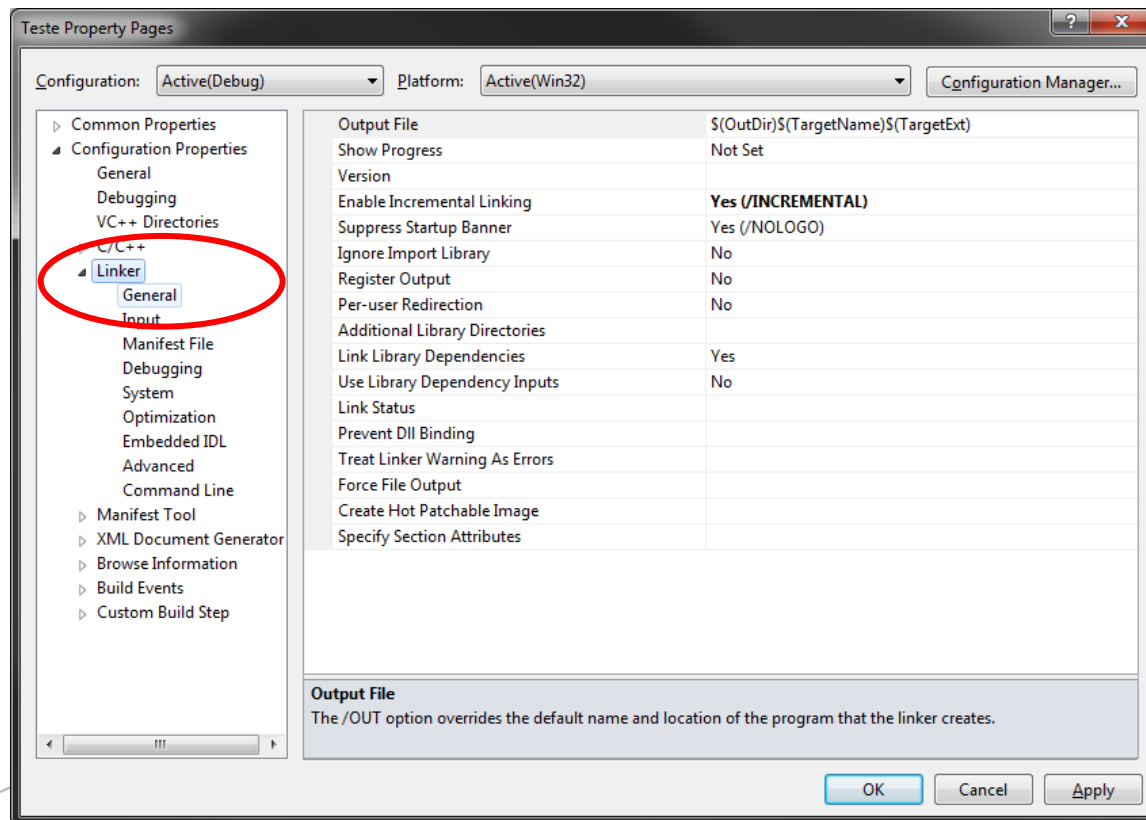 Teste Property Pages
Configuration: Active(Debug) Platform: Active(Win32) Configuration Manager...
Common Properties
Configuration Properties
General
Debugging
VC++ Directories
C/C++
Linker
General
Input
Manifest File
Debugging
System
Optimization
Embedded IDL
Advanced
Command Line
Manifest Tool
XML Document Generator
Browse Information
Build Events
Custom Build Step
Output File $(OutDir)$(TargetName)$(TargetExt)
Show Progress Not Set
Version
Enable Incremental Linking Yes (/INCREMENTAL)
Suppress Startup Banner Yes (/NOLOGO)
Ignore Import Library No
Register Output No
Per-user Redirection No
Additional Library Directories
Link Library Dependencies Yes
Use Library Dependency Inputs No
Link Status
Prevent Dll Binding
Treat Linker Warning As Errors
Force File Output
Create Hot Patchable Image
Specify Section Attributes
Output File
The /OUT option overrides the default name and location of the program that the linker creates.
OK Cancel Apply